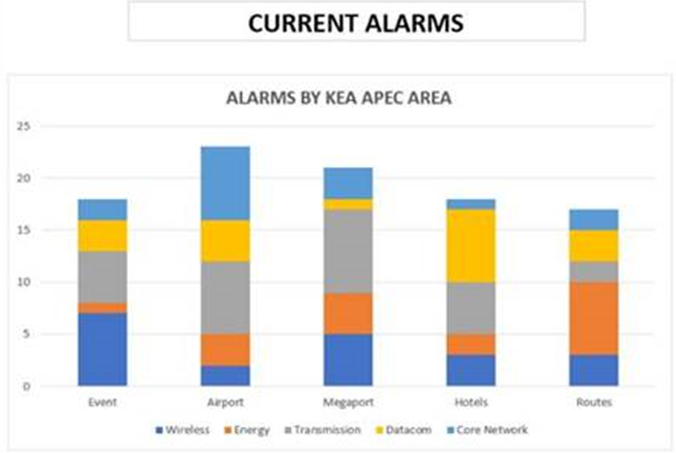 CURRENT ALARMS
ALARMS BY KEA APEC AREA
25
20
15
10
5
0
Event Airport Megaport Hotels Routes
Wireless Energy Transmission Datacom Core Network